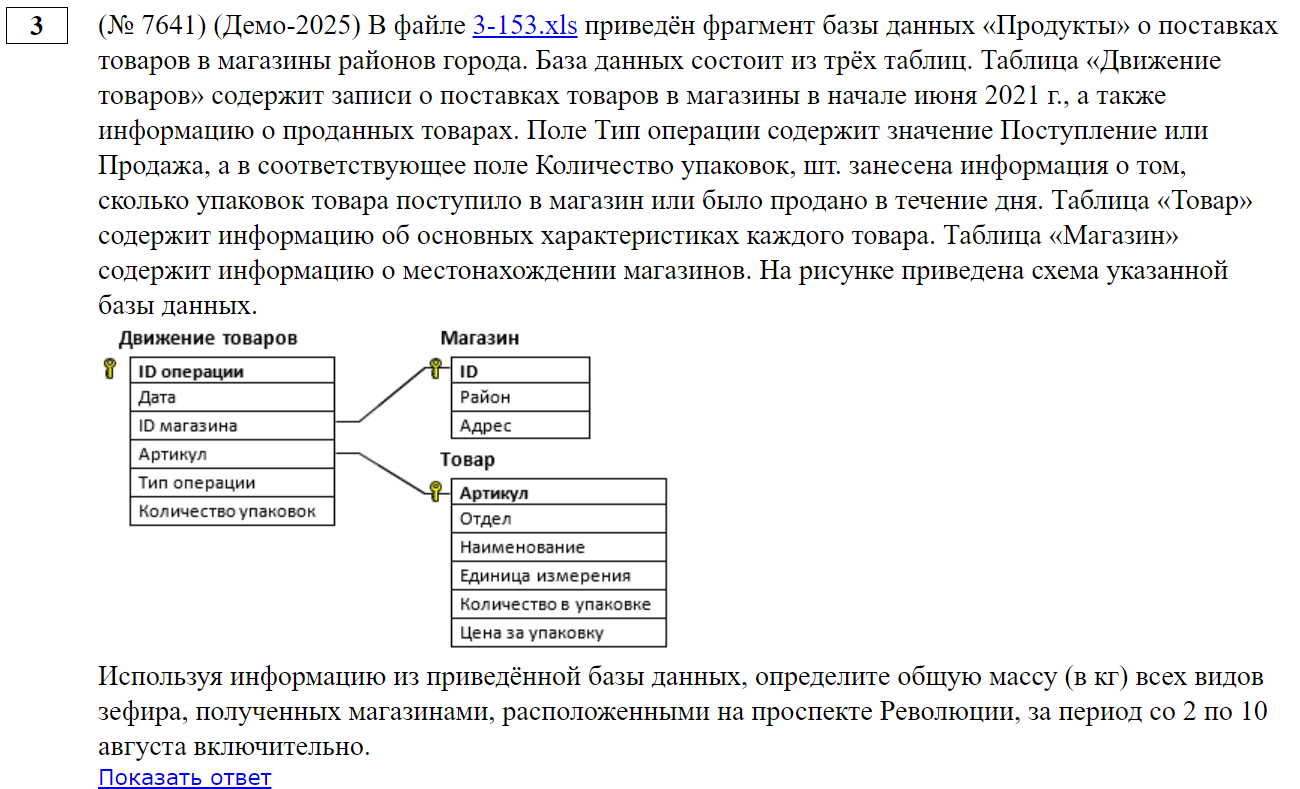 3
(№ 7641) (Демо-2025) В файле 3-153.xls приведён фрагмент базы данных «Продукты» о поставках
товаров в магазины районов города. База данных состоит из трёх таблиц. Таблица «Движение
товаров» содержит записи о поставках товаров в магазины в начале июня 2021 г., а также
информацию о проданных товарах. Поле Тип операции содержит значение Поступление или
Продажа, а в соответствующее поле Количество упаковок, шт. занесена информация о том,
сколько упаковок товара поступило в магазин или было продано в течение дня. Таблица «Товар»
содержит информацию об основных характеристиках каждого товара. Таблица «Магазин»
содержит информацию о местонахождении магазинов. На рисунке приведена схема указанной
базы данных.
Движение товаров
ID операции
Дата
ID магазина
Артикул
Тип операции
Количество упаковок
Магазин
ID
Район
Адрес
Товар
Артикул
Отдел
Наименование
Единица измерения
Количество в упаковке
Цена за упаковку
Используя информацию из приведённой базы данных, определите общую массу (в кг) всех видов
зефира, полученных магазинами, расположенными на проспекте Революции, за период со 2 по 10
августа включительно.
Показать ответ